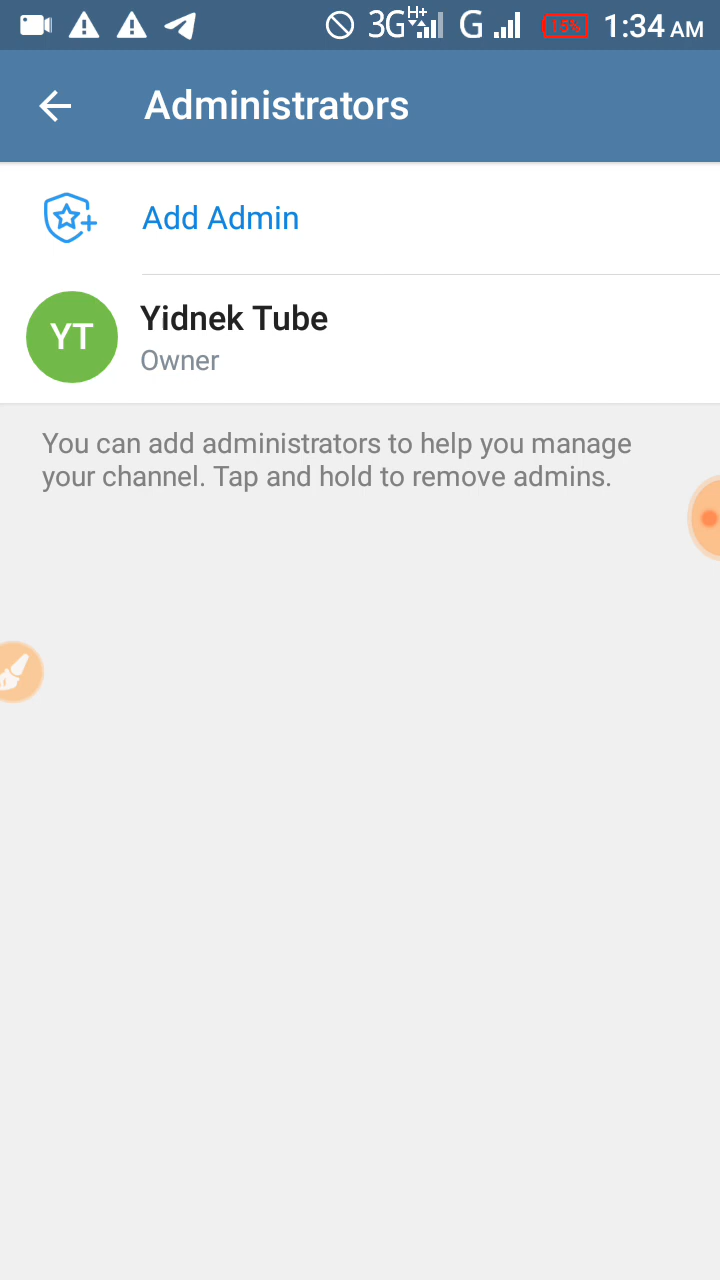 3G H+ G 15% 1:34 AM
Administrators
Add Admin
YT
Yidnek Tube
Owner
You can add administrators to help you manage
your channel. Tap and hold to remove admins.